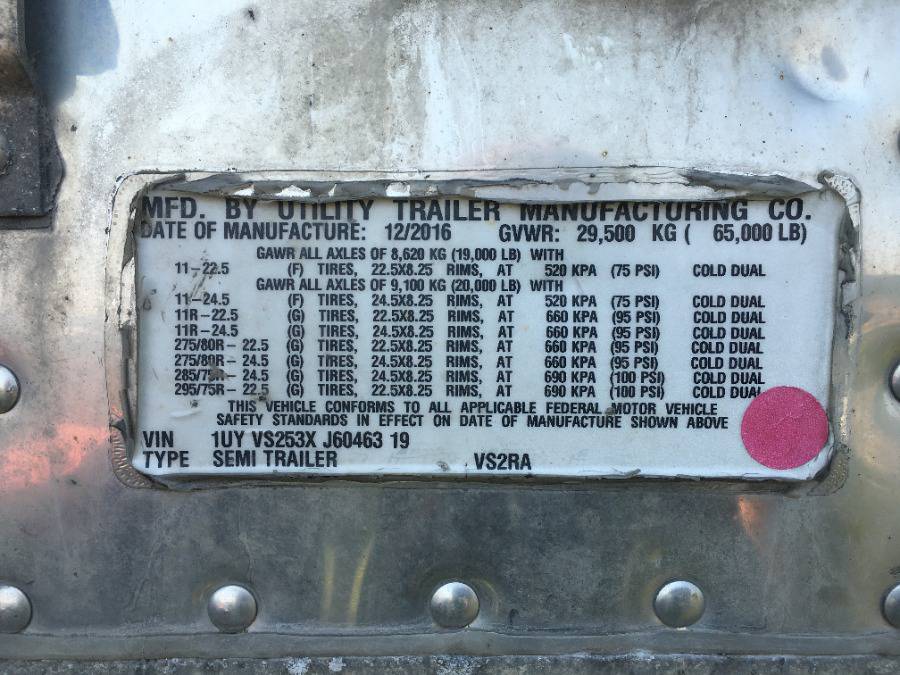 MFD. BY UTILITY TRAILER MANUFACTURING CO.
DATE OF MANUFACTURE: 12/2016 GVWR: 29,500 KG ( 65,000 LB)
GAWR ALL AXLES OF 8,620 KG (19,000 LB) WITH
11-22.5 (F) TIRES, 22.5X8.25 RIMS, AT 520 KPA (75 PSI) COLD DUAL
GAWR ALL AXLES OF 9,100 KG (20,000 LB) WITH
11-24.5 (F) TIRES, 24.5X8.25 RIMS, AT 520 KPA (75 PSI) COLD DUAL
11R-22.5 (G) TIRES, 22.5X8.25 RIMS, AT 660 KPA (95 PSI) COLD DUAL
11R-24.5 (G) TIRES, 24.5X8.25 RIMS, AT 660 KPA (95 PSI) COLD DUAL
275/80R- 22.5 (G) TIRES, 22.5X8.25 RIMS, AT 660 KPA (95 PSI) COLD DUAL
275/80R- 24.5 (G) TIRES, 24.5X8.25 RIMS, AT 660 KPA (95 PSI) COLD DUAL
285/75R- 24.5 (G) TIRES, 24.5X8.25 RIMS, AT 690 KPA (100 PSI) COLD DUAL
295/75R- 22.5 (G) TIRES, 22.5X8.25 RIMS, AT 690 KPA (100 PSI) COLD DUAL
THIS VEHICLE CONFORMS TO ALL APPLICABLE FEDERAL MOTOR VEHICLE
SAFETY STANDARDS IN EFFECT ON DATE OF MANUFACTURE SHOWN ABOVE
VIN 1UY VS253X J60463 19
TYPE SEMI TRAILER VS2RA